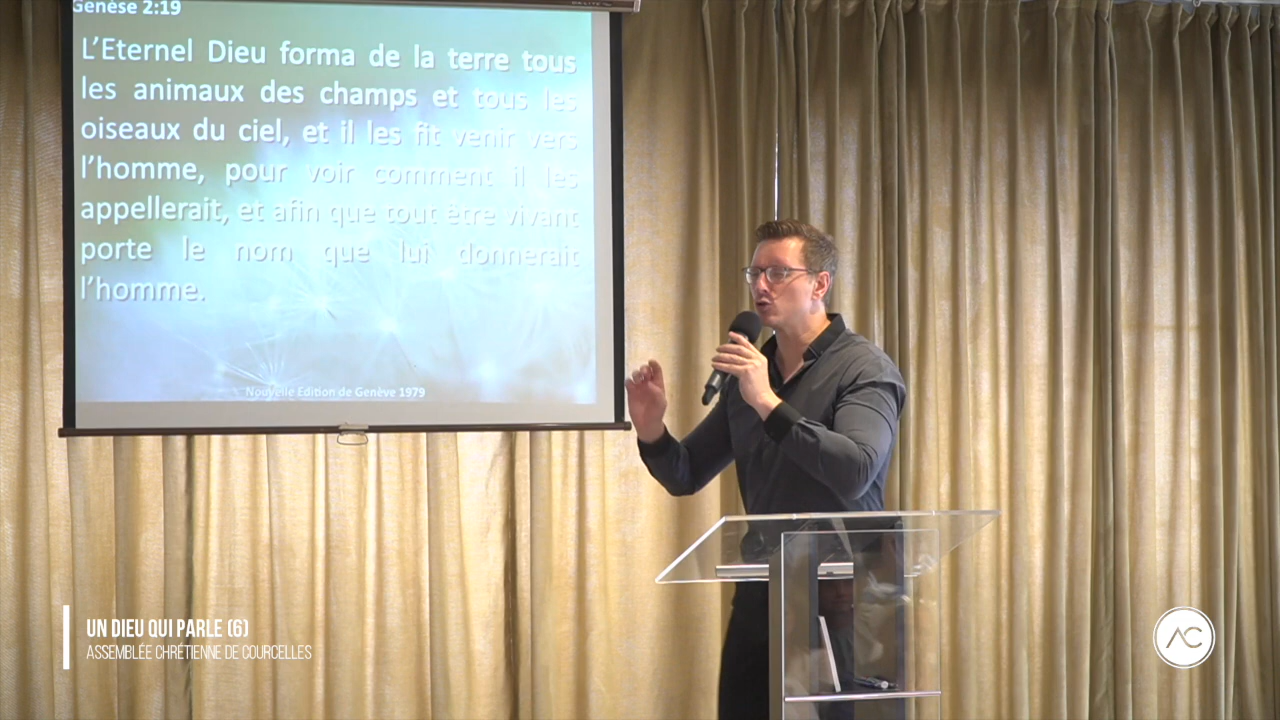 Genèse 2:19
L’Eternel Dieu forma de la terre tous
les animaux des champs et tous les
oiseaux du ciel, et il les fit venir vers
l’homme, pour voir comment il les
appellerait, et afin que tout être vivant
porte le nom que lui donnerait
l’homme.
Nouvelle Edition de Genève 1979
UN DIEU QUI PARLE (6)
ASSEMBLÉE CHRÉTIENNE DE COURCELLES
AC